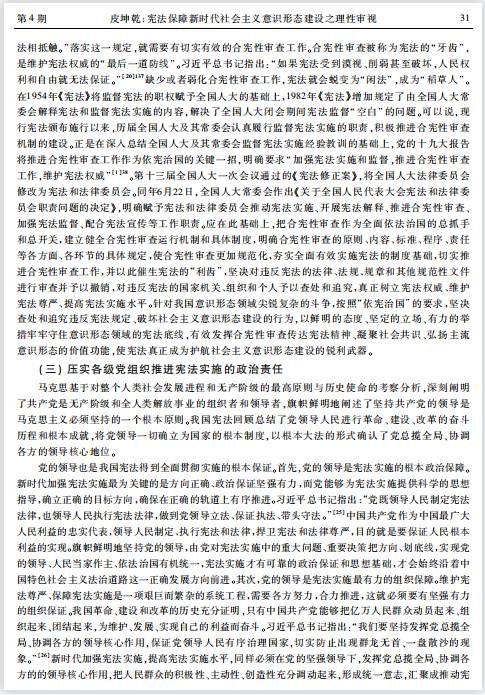 第4期
皮坤乾:宪法保障新时代社会主义意识形态建设之理性审视
31
法相抵触。”落实这一规定,就需要有切实有效的合宪性审查工作。合宪性审查被称为宪法的“牙齿”,
是维护宪法权威的“最后一道防线”。习近平总书记指出:“如果宪法受到漠视、削弱甚至破坏,人民权
利和自由就无法保证。”[20]137缺少或者弱化合宪性审查工作,宪法就会蜕变为“闲法”,成为“稻草人”。
在1954年《宪法》将监督宪法的职权赋予全国人大的基础上,1982年《宪法》增加规定了由全国人大常
委会解释宪法和监督宪法实施的内容,解决了全国人大闭会期间宪法监督“空白”的问题。可以说,现
行宪法颁布施行以来,历届全国人大及其常委会认真履行监督宪法实施的职责,积极推进合宪性审查
机制的建设。正是在深入总结全国人大及其常委会监督宪法实施经验教训的基础上,党的十九大报告
将推进合宪性审查工作作为依宪治国的关键一招,明确要求“加强宪法实施和监督,推进合宪性审查
工作,维护宪法权威”[1]38。第十三届全国人大一次会议通过的《宪法修正案》,将全国人大法律委员会
修改为宪法和法律委员会。同年6月22日,全国人大常委会作出《关于全国人民代表大会宪法和法律委
员会职责问题的决定》,明确赋予宪法和法律委员会推动宪法实施、开展宪法解释、推进合宪性审查、
加强宪法监督、配合宪法宣传等工作职责。应在此基础上,把合宪性审查作为全面依法治国的总抓手
和总开关,建立健全合宪性审查运行机制和具体制度,明确合宪性审查的原则、内容、标准、程序、责任
等各方面、各环节的具体规定,使合宪性审查更加规范化,夯实全面有效实施宪法的制度基础,切实推
进合宪性审查工作,并以此催生宪法的“利齿”,坚决对违反宪法的法律、法规、规章和其他规范性文件
进行审查并予以撤销,对违反宪法的国家机关、组织和个人予以查处和追究,真正树立宪法权威、维护
宪法尊严、提高宪法实施水平。针对我国意识形态领域尖锐复杂的斗争,按照“依宪治国”的要求,坚决
查处和追究违反宪法规定、破坏社会主义意识形态建设的行为,以鲜明的态度、坚定的立场、有力的举
措牢牢守住意识形态领域的宪法底线,有效发挥合宪性审查传达宪法精神、凝聚社会共识、弘扬主流
意识形态的价值功能,使宪法真正成为护航社会主义意识形态建设的锐利武器。
(三)压实各级党组织推进宪法实施的政治责任
马克思基于对整个人类社会发展进程和无产阶级的最高原则与历史使命的考察分析,深刻阐明
了共产党是无产阶级和全人类解放事业的组织者和领导者,旗帜鲜明地阐述了坚持共产党的领导是
马克思主义必须坚持的一个根本原则。我国宪法回顾总结了党领导人民进行革命、建设、改革的奋斗
历程和根本成就,将党领导一切确立为国家的根本制度,以根本大法的形式确认了党总揽全局、协调
各方的领导核心地位。
党的领导也是我国宪法得到全面贯彻实施的根本保证。首先,党的领导是宪法实施的根本政治保障。
新时代加强宪法实施最为关键的是方向正确、政治保证坚强有力,而党能够为宪法实施提供科学的思想
指导,确立正确的目标方向,确保在正确的轨道上有序推进。习近平总书记指出:“党既领导人民制定宪法
法律,也领导人民执行宪法法律,做到党领导立法、保证执法、带头守法。”[25]中国共产党作为中国最广大
人民利益的忠实代表,领导人民制定、执行宪法和法律,捍卫宪法和法律尊严,目的就是要保证人民根本
利益的实现。旗帜鲜明地坚持党的领导,由党对宪法实施中的重大问题、重要决策把方向、划底线,实现党
的领导、人民当家作主、依法治国有机统一,宪法实施才有可靠的政治保证和思想基础,才会始终沿着中
国特色社会主义法治道路这一正确发展方向前进。其次,党的领导是宪法实施最有力的组织保障。维护宪
法尊严、保障宪法实施是一项艰巨而繁杂的系统工程,需要各方努力,合力推进,这就必须要有坚强有力
的组织保证。我国革命、建设和改革的历史充分证明,只有中国共产党能够把亿万人民群众动员起来、组
织起来、团结起来,为维护、发展、实现自己的利益而奋斗。习近平总书记指出:“我们要坚持发挥党总揽全
局、协调各方的领导核心作用,保证党领导人民有序治理国家,切实防止出现群龙无首、一盘散沙的现
象。”[26]新时代加强宪法实施,提高宪法实施水平,同样必须在党的坚强领导下,发挥党总揽全局、协调各
方的的领导核心作用,把人民群众的积极性、主动性、创造性充分调动起来,形成统一意志,汇聚成推动宪